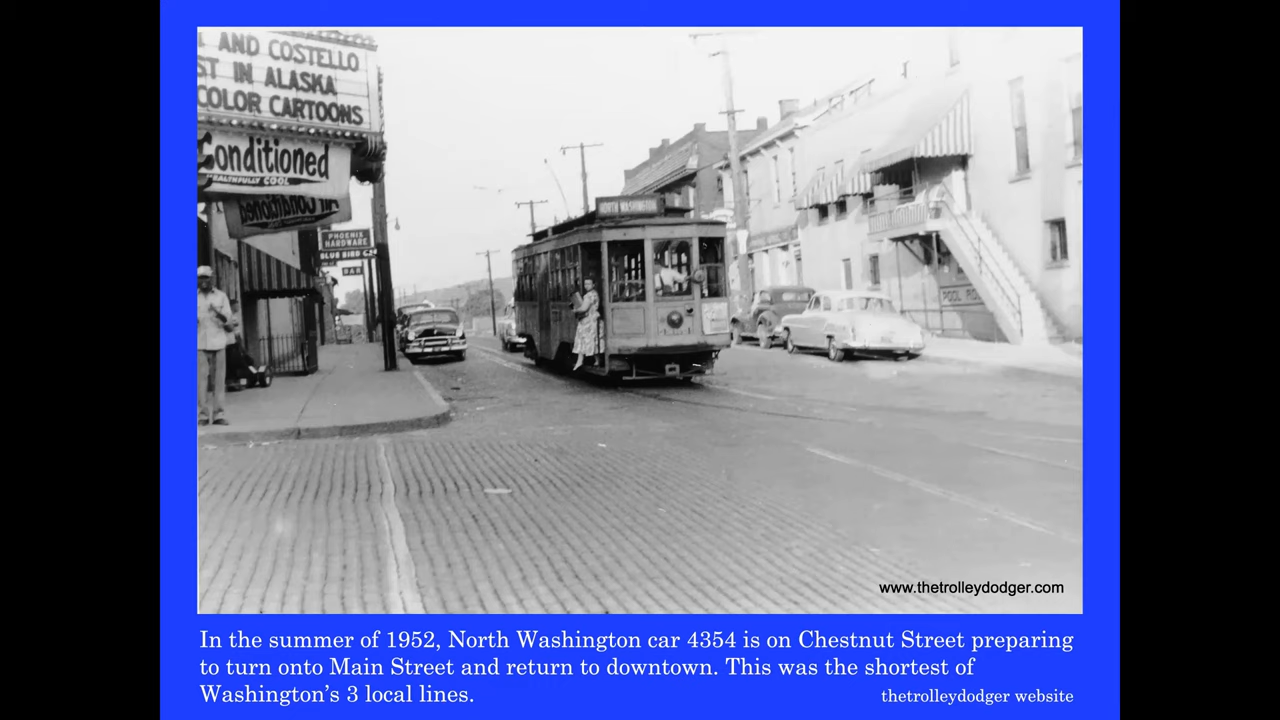 AND COSTELLO
ST IN ALASKA
COLOR CARTOONS
Conditioned
HEALTHFULLY COOL
Conditioned
PHOENIX
HARDWARE
BLUE BIRD
BAR
NORTH WASHINGTON
POOL
www.thetrolleydodger.com
In the summer of 1952, North Washington car 4354 is on Chestnut Street preparing
to turn onto Main Street and return to downtown. This was the shortest of
Washington’s 3 local lines.
thetrolleydodger website